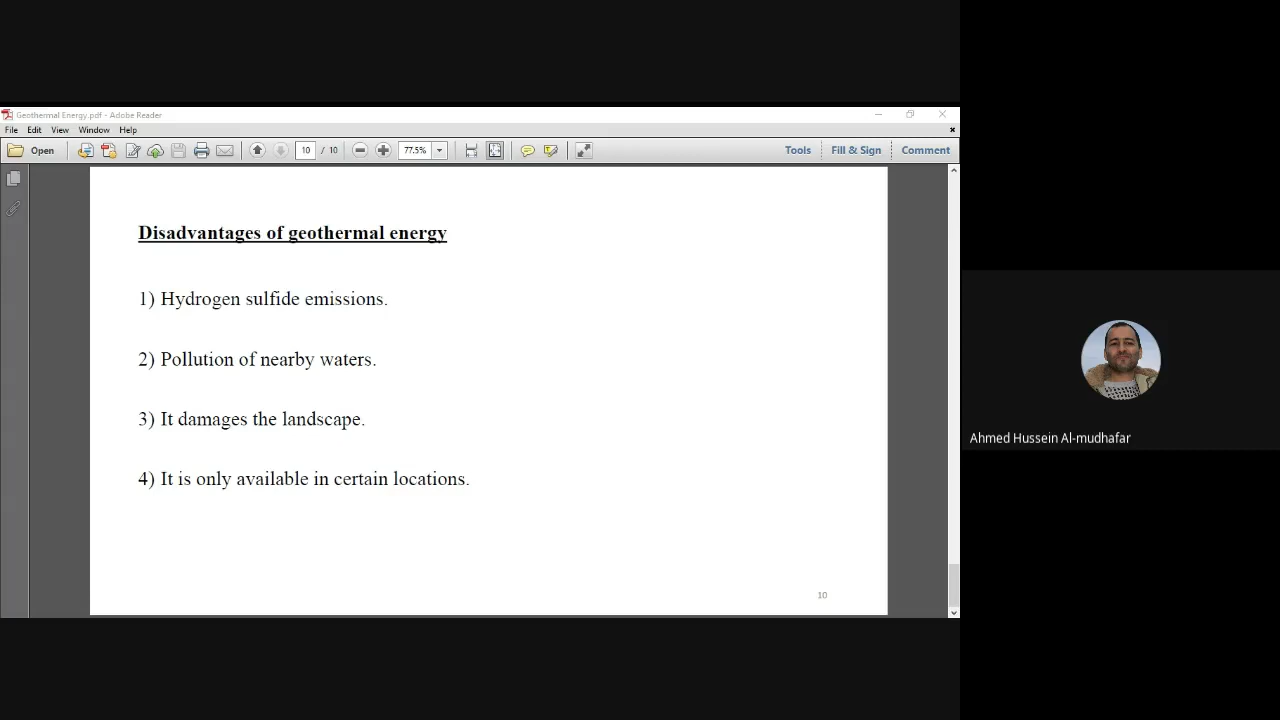 Geothermal Energy.pdf - Adobe Reader
File Edit View Window Help
Open 10 / 10 77.5% Tools Fill & Sign Comment
Disadvantages of geothermal energy
1) Hydrogen sulfide emissions.
2) Pollution of nearby waters.
3) It damages the landscape.
4) It is only available in certain locations.
10
Ahmed Hussein Al-mudhafar